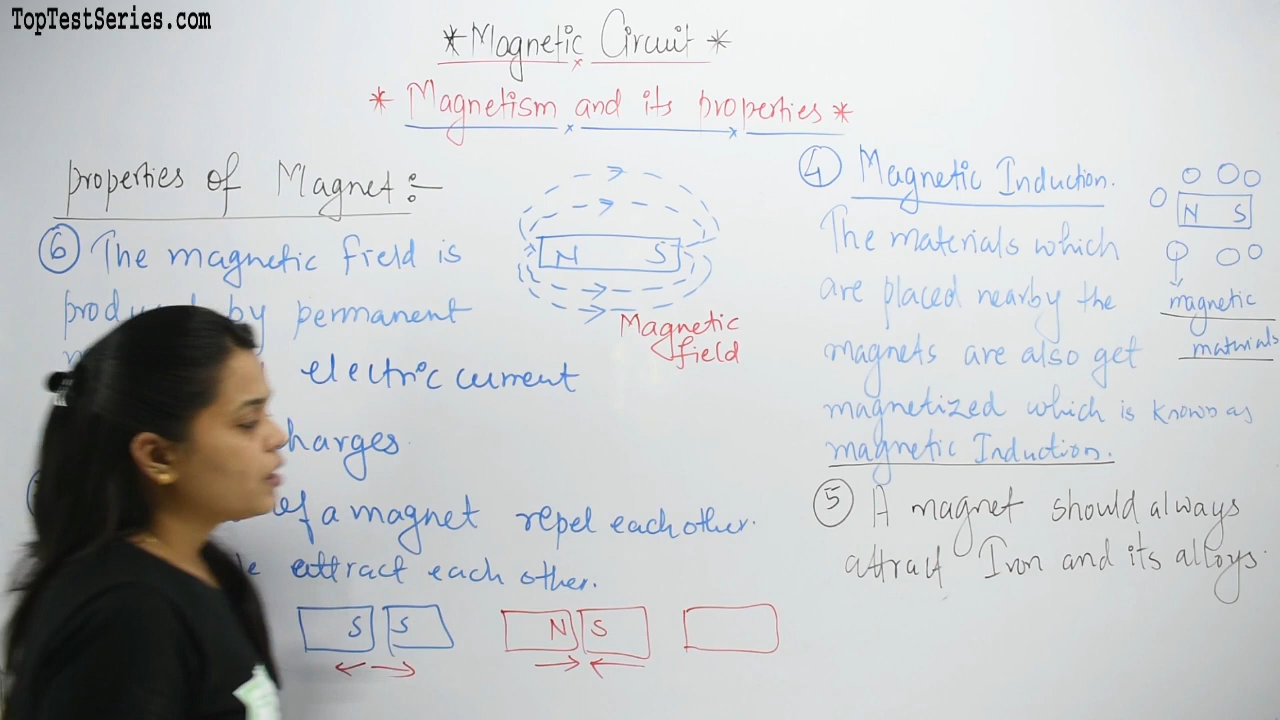 TopTestSeries.com
*Magnetic Circuit*
* Magnetism and its properties *
properties of Magnet:-
⑥ The magnetic field is
by permanent
electric current
harges
of a magnet repel each other.
attract each other.
S S
N S
N S
Magnetic
field
④ Magnetic Induction.
The materials which
are placed nearby the
magnets are also get
magnetized which is known as
magnetic Induction.
N S
magnetic
materials
⑤ A magnet should always
attract Iron and its alloys.